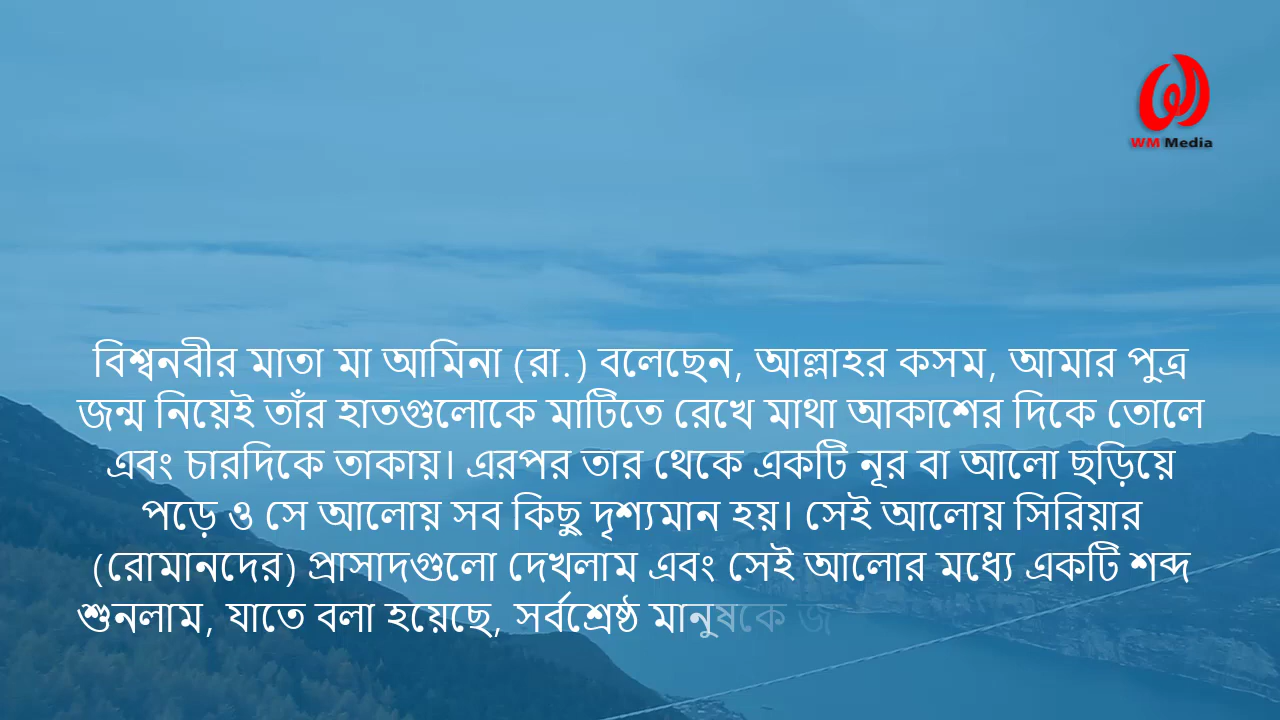 WM Media
বিশ্বনবীর মাতা মা আমিনা (রা.) বলেছেন, আল্লাহর কসম, আমার পুত্র
জন্ম নিয়েই তাঁর হাতগুলোকে মাটিতে রেখে মাথা আকাশের দিকে তোলে
এবং চারদিকে তাকায়। এরপর তার থেকে একটি নূর বা আলো ছড়িয়ে
পড়ে ও সে আলোয় সব কিছু দৃশ্যমান হয়। সেই আলোয় সিরিয়ার
(রোমানদের) প্রাসাদগুলো দেখলাম এবং সেই আলোর মধ্যে একটি শব্দ
শুনলাম, যাতে বলা হয়েছে, সর্বশ্রেষ্ঠ মানুষকে